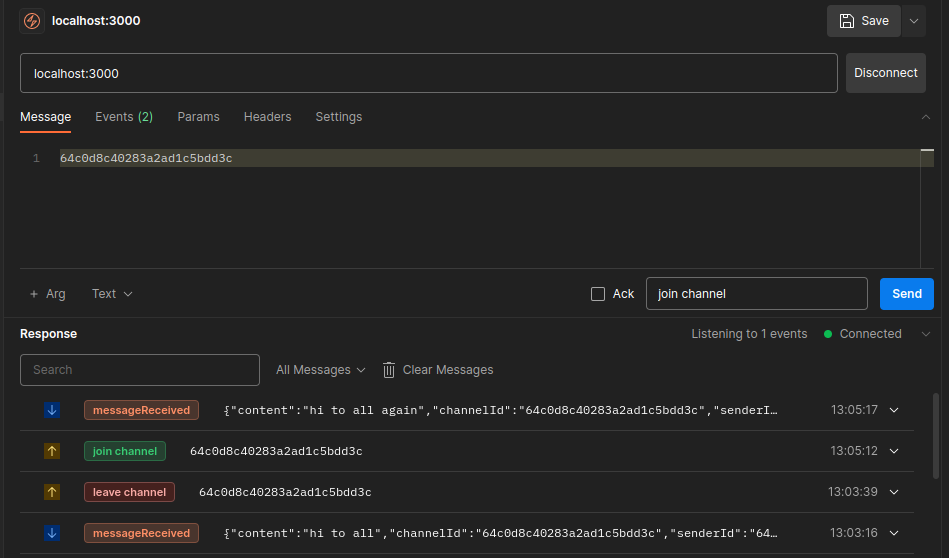 localhost:3000
Save
localhost:3000
Disconnect
Message Events (2) Params Headers Settings
1 64c0d8c40283a2ad1c5bdd3c
+ Arg Text Ack join channel Send
Response Listening to 1 events Connected
Search All Messages Clear Messages
messageReceived {"content":"hi to all again","channelId":"64c0d8c40283a2ad1c5bdd3c","senderI… 13:05:17
join channel 64c0d8c40283a2ad1c5bdd3c 13:05:12
leave channel 64c0d8c40283a2ad1c5bdd3c 13:03:39
messageReceived {"content":"hi to all","channelId":"64c0d8c40283a2ad1c5bdd3c","senderId":"64… 13:03:16